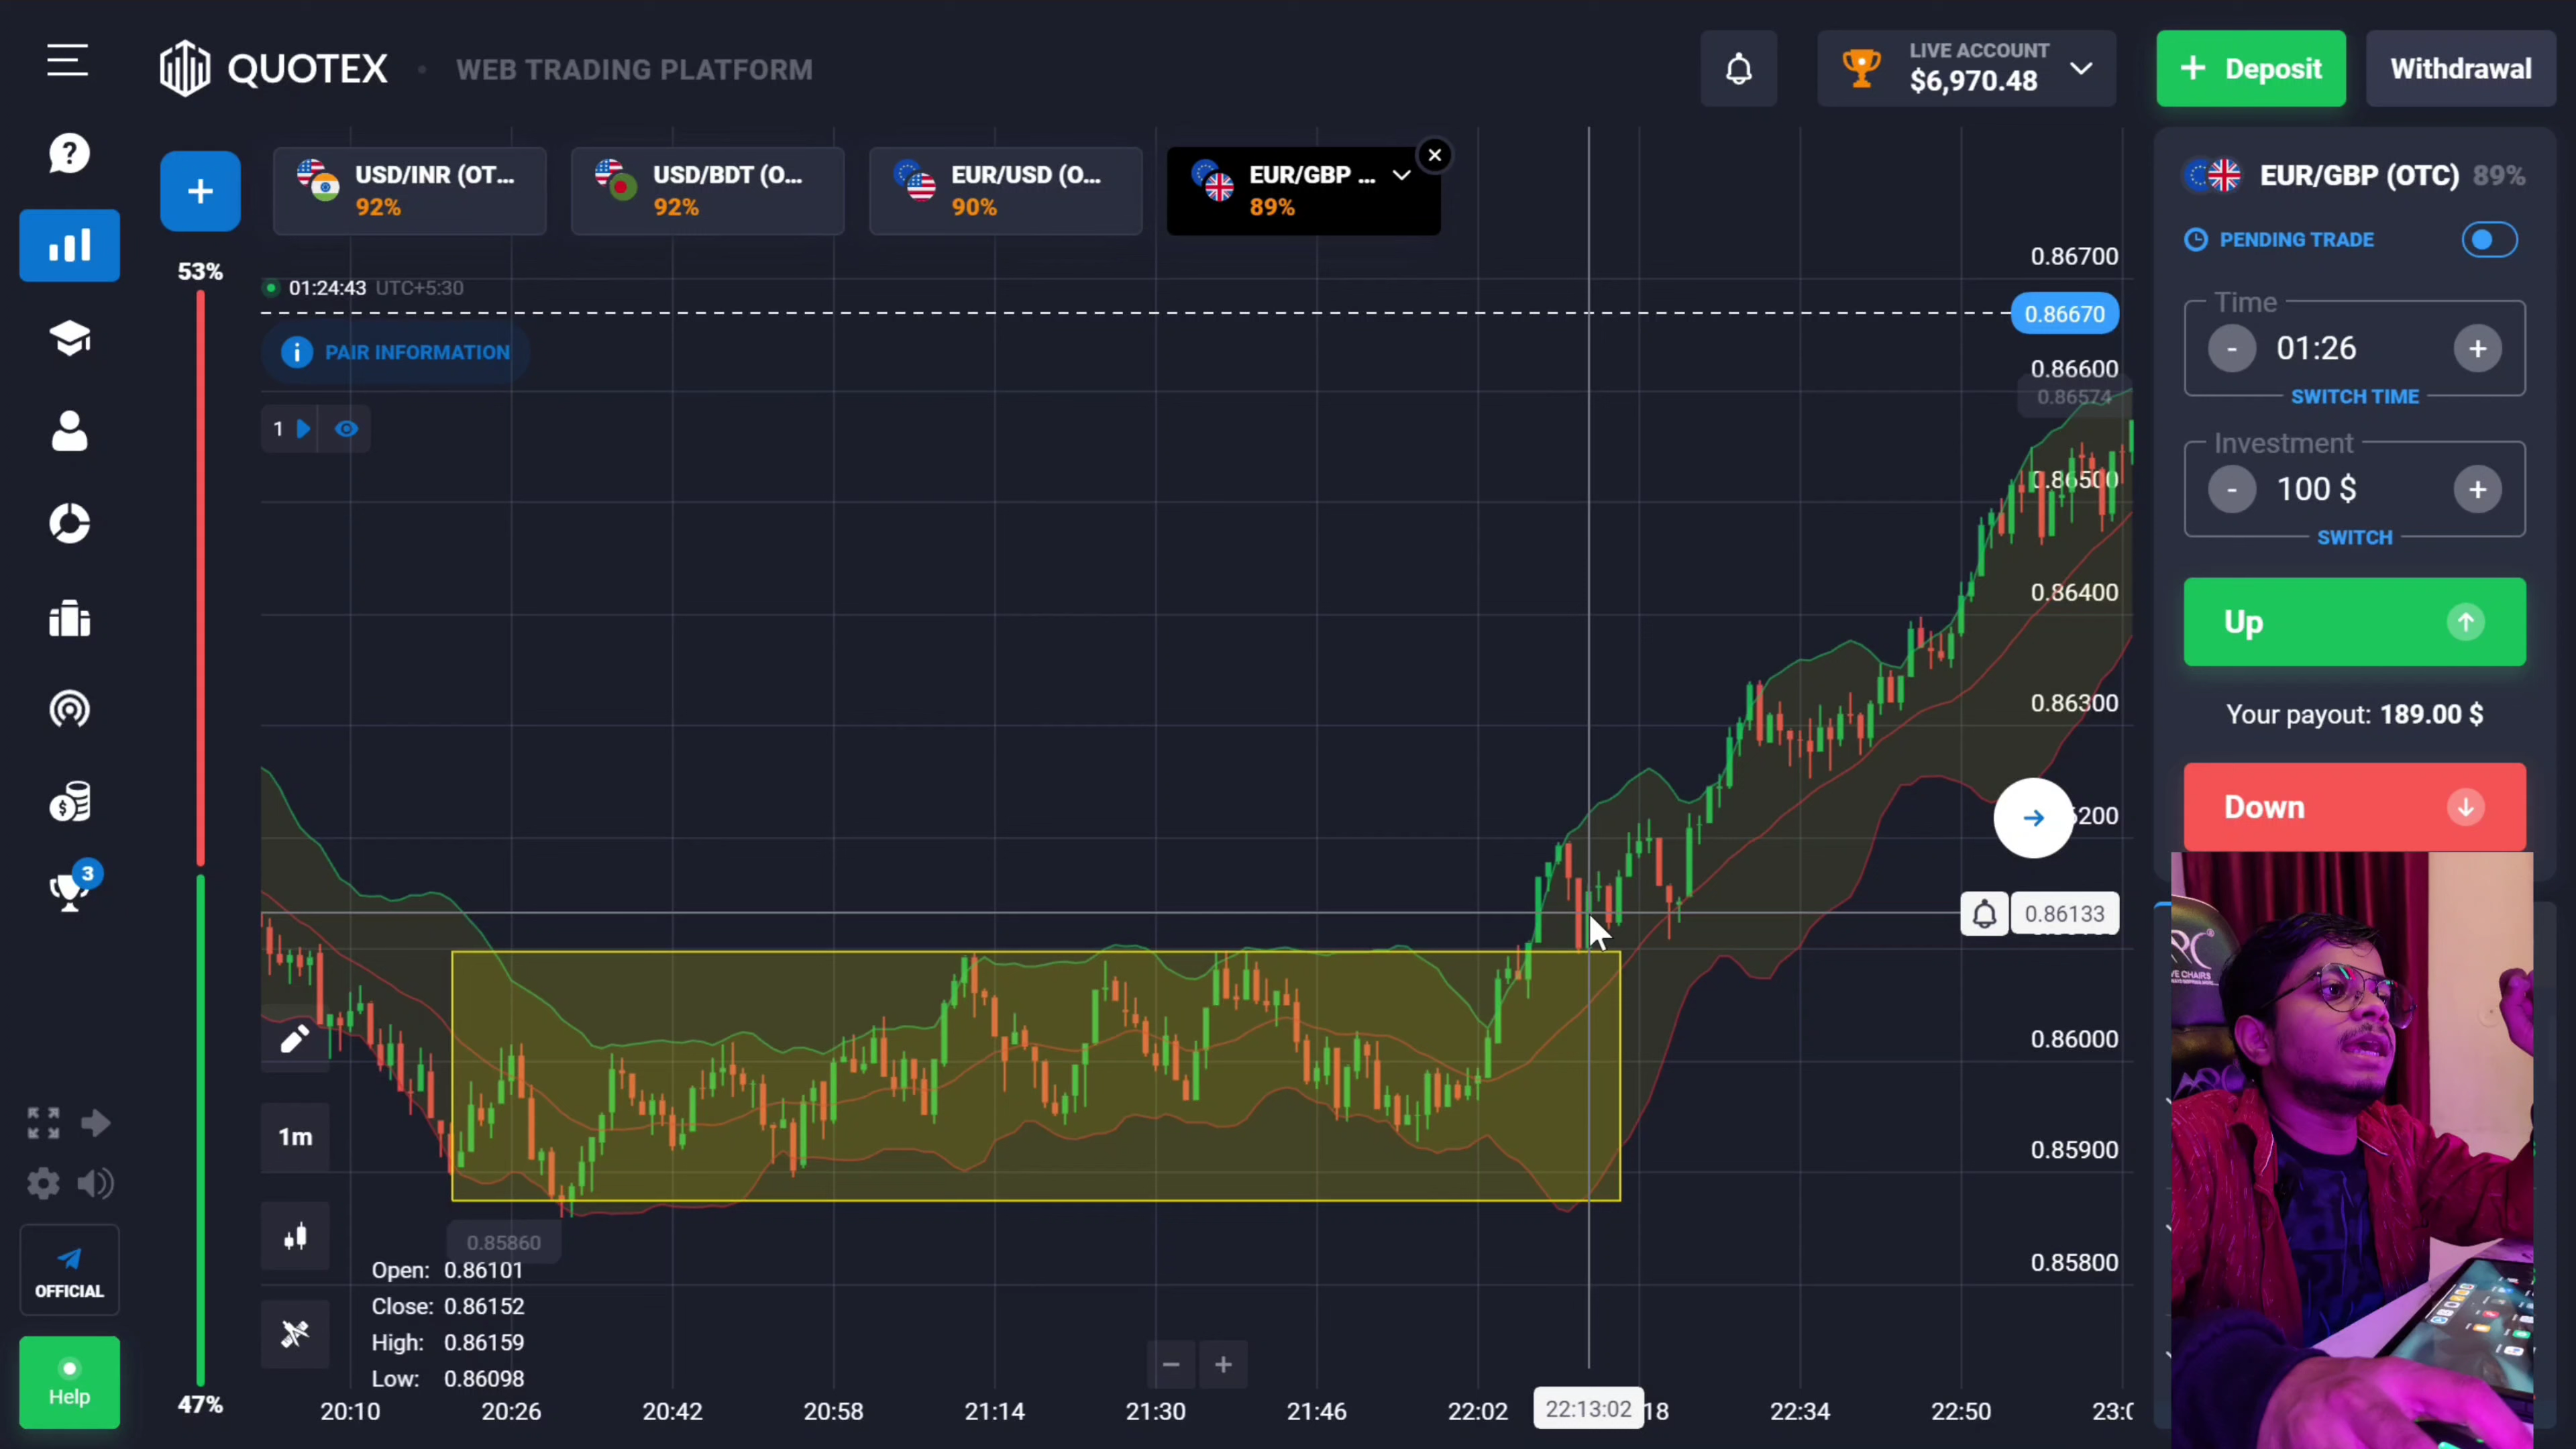 QUOTEX • WEB TRADING PLATFORM
LIVE ACCOUNT
$6,970.48
+ Deposit
Withdrawal
USD/INR (OT...
92%
USD/BDT (O...
92%
EUR/USD (O...
90%
EUR/GBP ...
89%
EUR/GBP (OTC) 89%
PENDING TRADE
Time
- 01:26 +
SWITCH TIME
Investment
- 100 $ +
SWITCH
Up
Your payout: 189.00 $
Down
53%
01:24:43 UTC+5:30
PAIR INFORMATION
1
0.86700
0.86670
0.86600
0.86574
0.86500
0.86400
0.86300
200
0.86133
0.86000
0.85900
0.85800
3
1m
0.85860
Open: 0.86101
Close: 0.86152
High: 0.86159
Low: 0.86098
OFFICIAL
Help
47%
20:10
20:26
20:42
20:58
21:14
21:30
21:46
22:02
22:13:02
18
22:34
22:50